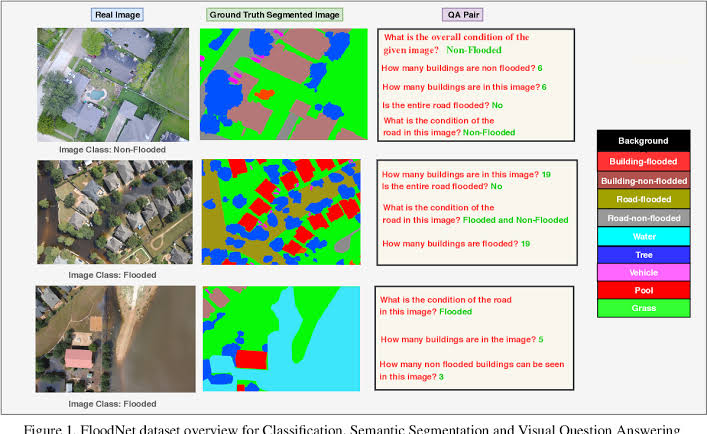 Real Image
Ground Truth Segmented Image
QA Pair
What is the overall condition of the
given image? Non-Flooded
How many buildings are non flooded? 6
How many buildings are in this image? 6
Is the entire road flooded? No
What is the condition of the
road in this image? Non-Flooded
Image Class: Non-Flooded
How many buildings are in this image? 19
Is the entire road flooded? No
What is the condition of the
road in this image? Flooded and Non-Flooded
How many buildings are flooded? 19
Image Class: Flooded
What is the condition of the road
in this image? Flooded
How many buildings are in the image? 5
How many non flooded buildings can be seen
in this image? 3
Image Class: Flooded
Background
Building-flooded
Building-non-flodded
Road-flooded
Road-non-flooded
Water
Tree
Vehicle
Pool
Grass
Figure 1. FloodNet dataset overview for Classification, Semantic Segmentation and Visual Question Answering